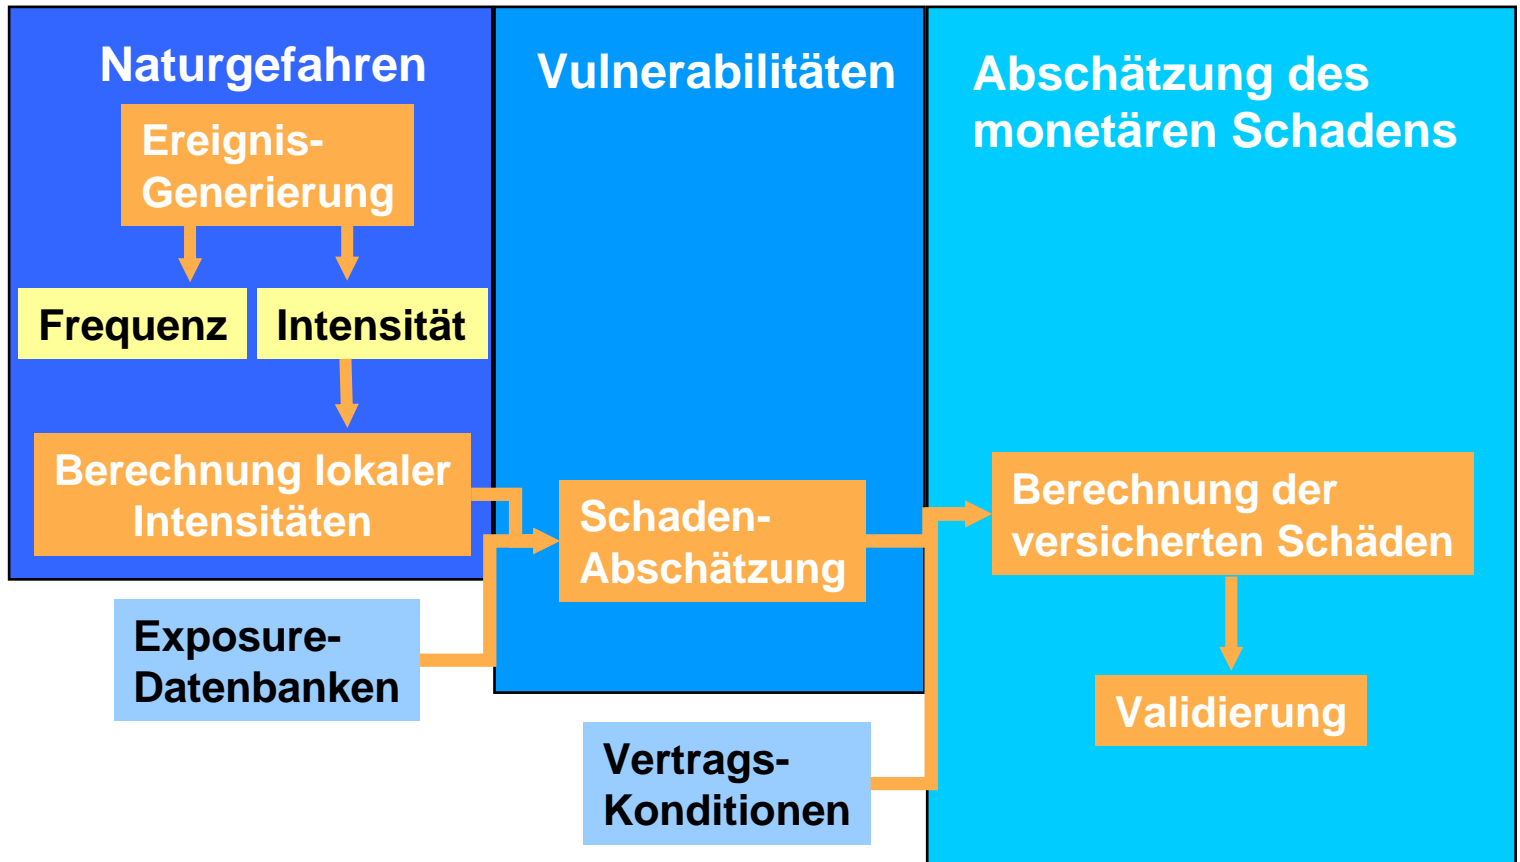 Naturgefahren
Ereignis-
Generierung
Frequenz
Intensität
Berechnung lokaler
Intensitäten
Exposure-
Datenbanken
Vulnerabilitäten
Schaden-
Abschätzung
Vertrags-
Konditionen
Abschätzung des
monetären Schadens
Berechnung der
versicherten Schäden
Validierung